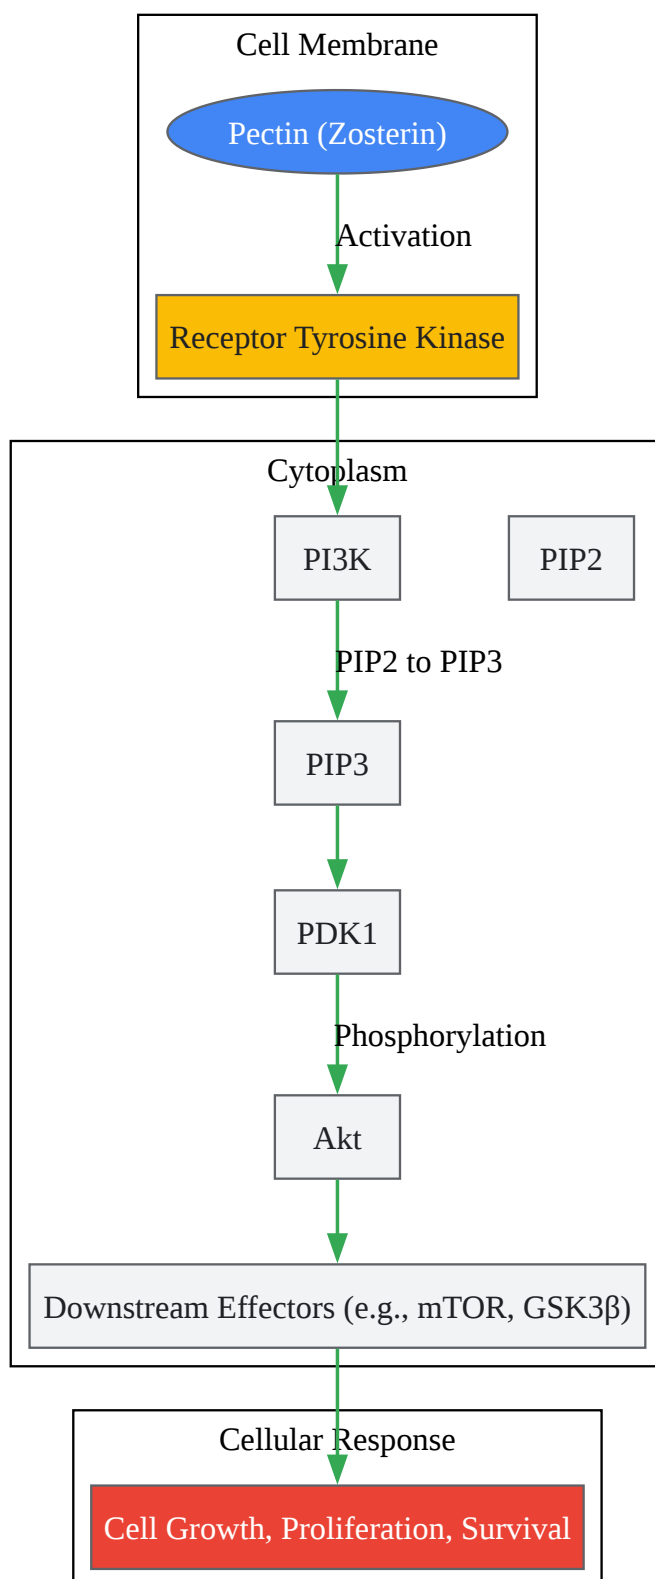 Cell Membrane
Pectin (Zosterin)
Activation
Receptor Tyrosine Kinase
Cytoplasm
PI3K
PIP2
PIP2 to PIP3
PIP3
PDK1
Phosphorylation
Akt
Downstream Effectors (e.g., mTOR, GSK3β)
Cellular Response
Cell Growth, Proliferation, Survival